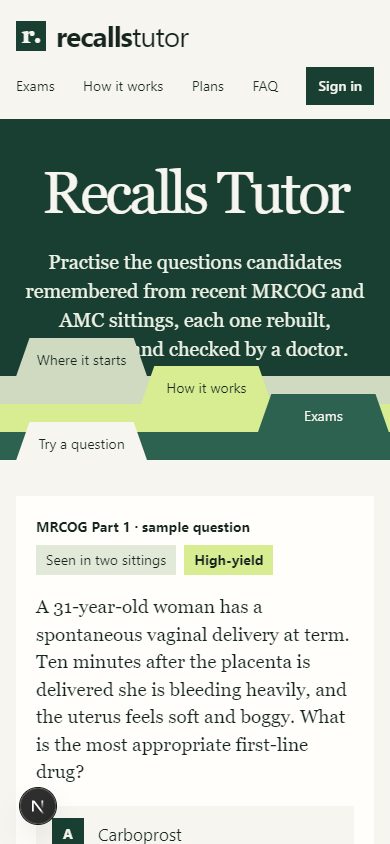 r. recallstutor
Exams How it works Plans FAQ Sign in
Recalls Tutor
Practise the questions candidates
remembered from recent MRCOG and
AMC sittings, each one rebuilt,
and checked by a doctor.
Where it starts
How it works
Exams
Try a question
MRCOG Part 1 · sample question
Seen in two sittings High-yield
A 31-year-old woman has a
spontaneous vaginal delivery at term.
Ten minutes after the placenta is
delivered she is bleeding heavily, and
the uterus feels soft and boggy. What
is the most appropriate first-line
drug?
N
A Carboprost